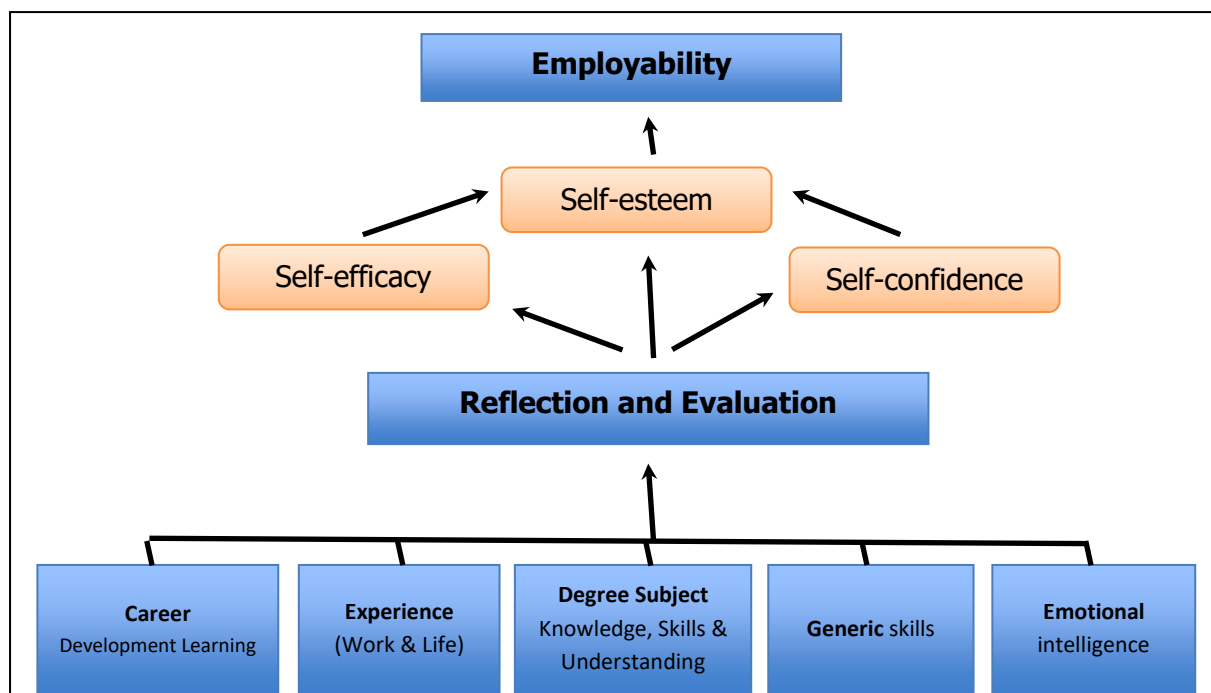 Employability
Self-esteem
Self-efficacy
Self-confidence
Reflection and Evaluation
Career
Development Learning
Experience
(Work & Life)
Degree Subject
Knowledge, Skills &
Understanding
Generic skills
Emotional
intelligence